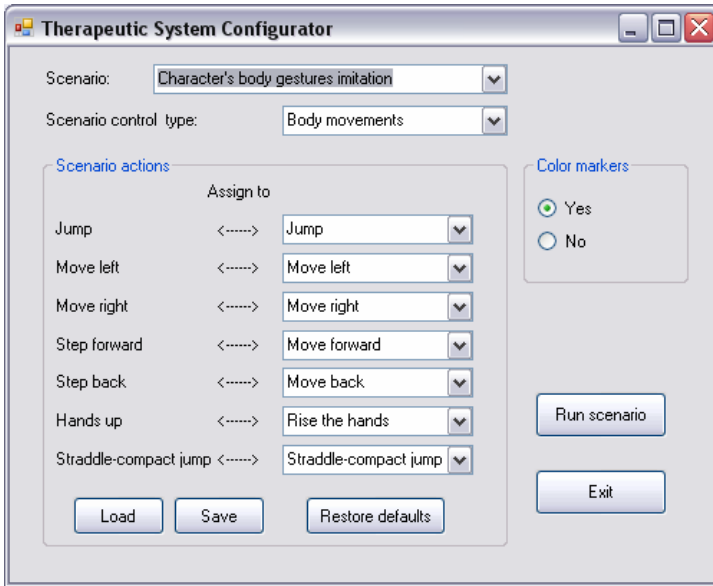 Therapeutic System Configurator
Scenario: Character's body gestures imitation
Scenario control type: Body movements
Scenario actions
Color markers
Assign to
Yes
Jump <------> Jump
No
Move left <------> Move left
Move right <------> Move right
Step forward <------> Move forward
Step back <------> Move back
Hands up <------> Rise the hands
Run scenario
Straddle-compact jump <------> Straddle-compact jump
Exit
Load Save Restore defaults